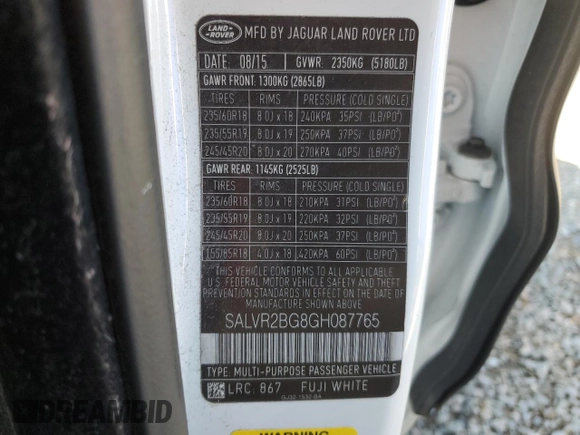 LAND-
ROVER
MFD BY JAGUAR LAND ROVER LTD
DATE: 08/15 GVWR: 2350KG (5180LB)
GAWR FRONT: 1300KG (2865LB)
TIRES RIMS PRESSURE (COLD SINGLE)
235/60R18 8.0J x 18 240KPA 35PSI (LB/PO²)
235/55R19 8.0J x 19 250KPA 37PSI (LB/PO²)
245/45R20 8.0J x 20 270KPA 40PSI (LB/PO²)
GAWR REAR: 1145KG (2525LB)
TIRES RIMS PRESSURE (COLD SINGLE)
235/60R18 8.0J x 18 210KPA 31PSI (LB/PO²)
235/55R19 8.0J x 19 220KPA 32PSI (LB/PO²)
245/45R20 8.0J x 20 250KPA 37PSI (LB/PO²)
155/85R18 4.0J x 18 420KPA 60PSI (LB/PO²)
THIS VEHICLE CONFORMS TO ALL APPLICABLE
U.S. FEDERAL MOTOR VEHICLE SAFETY
AND THEFT PREVENTION STANDARDS IN EFFECT
ON THE DATE OF MANUFACTURE SHOWN ABOVE.
SALVR2BG8GH087765
TYPE: MULTI-PURPOSE PASSENGER VEHICLE
LRC: 867 FUJI WHITE
WARNING
AUTOBIDMASTER